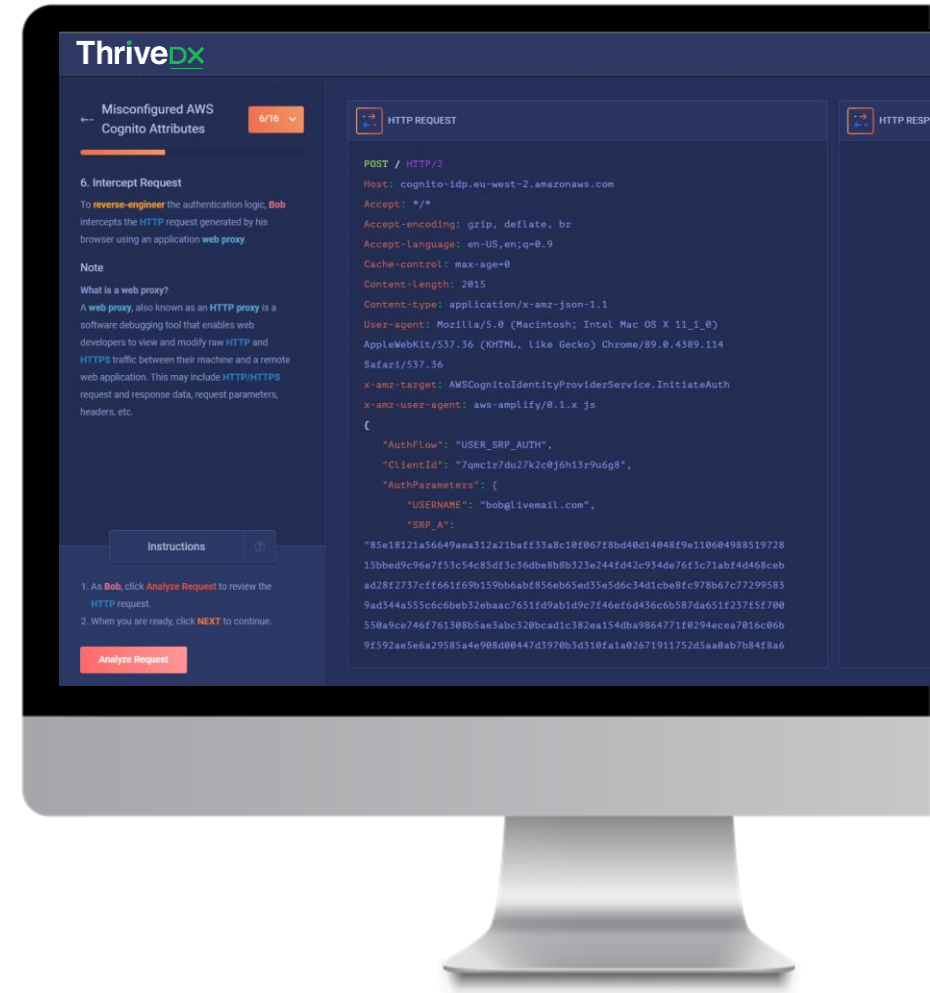 ThriveDX
Misconfigured AWS
Cognito Attributes
6/16
6. Intercept Request
To reverse-engineer the authentication logic, Bob
intercepts the HTTP request generated by his
browser using an application web proxy.
Note
What is a web proxy?
A web proxy, also known as an HTTP proxy is a
software debugging tool that enables web
developers to view and modify raw HTTP and
HTTPS traffic between their machine and a remote
web application. This may include HTTP/HTTPS
request and response data, request parameters,
headers, etc.
Instructions
1. As Bob, click Analyze Request to review the
HTTP request.
2. When you are ready, click NEXT to continue.
Analyze Request
HTTP REQUEST
POST / HTTP/2
Host: cognito-idp.eu-west-2.amazonaws.com
Accept: */*
Accept-encoding: gzip, deflate, br
Accept-language: en-US,en;q=0.9
Cache-control: max-age=0
Content-length: 2015
Content-type: application/x-amz-json-1.1
User-agent: Mozilla/5.0 (Macintosh; Intel Mac OS X 11_1_0)
AppleWebKit/537.36 (KHTML, like Gecko) Chrome/89.0.4389.114
Safari/537.36
x-amz-target: AWSCognitoIdentityProviderService.InitiateAuth
x-amz-user-agent: aws-amplify/0.1.x js
{
"AuthFlow": "USER_SRP_AUTH",
"ClientId": "7qmc1r7du27k2c0j6h13r9u6g8",
"AuthParameters": {
"USERNAME": "bob@livemail.com",
"SRP_A":
"85e18121a56649aea312a21baff33a8c10f067f8bd40d14048f9e110604988519728
15bbed9c96e7f53c54c85df3c36dbe8b8b323e244fd42c934de76f3c71abf4d468ceb
ad28f2737cff661f69b159bb6abf856eb65ed35e5d6c34d1cbe8fc978b67c77299583
9ad344a555c6c6beb32ebaac7651fd9ab1d9c7f46ef6d436c6b587da651f237f5f700
550a9ce746f761308b5ae3abc320bcad1c382ea154dba9864771f0294ecea7016c06b
9f592ae5e6a29585a4e908d00447d3970b3d310fa1a02671911752d5aa0ab7b84f8a6
HTTP RESP